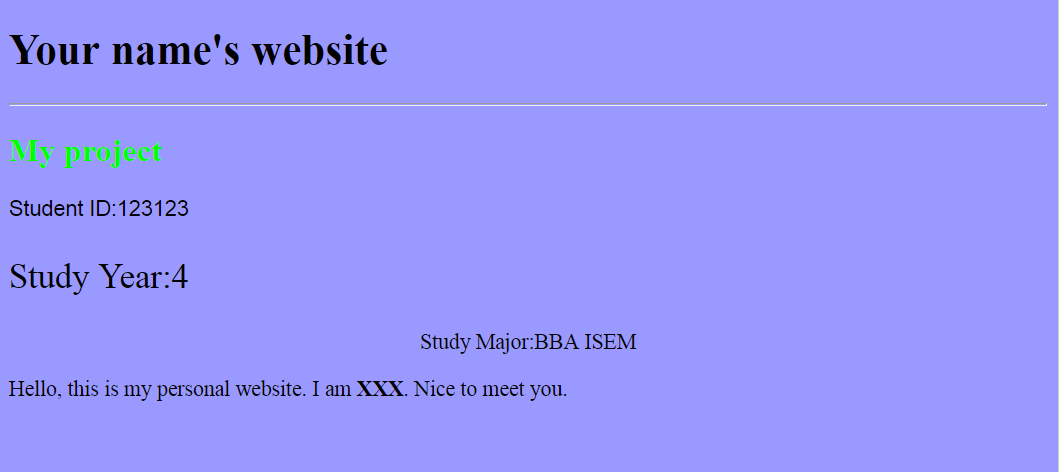 Your name's website
My project
Student ID:123123
Study Year:4
Study Major:BBA ISEM
Hello, this is my personal website. I am XXX. Nice to meet you.